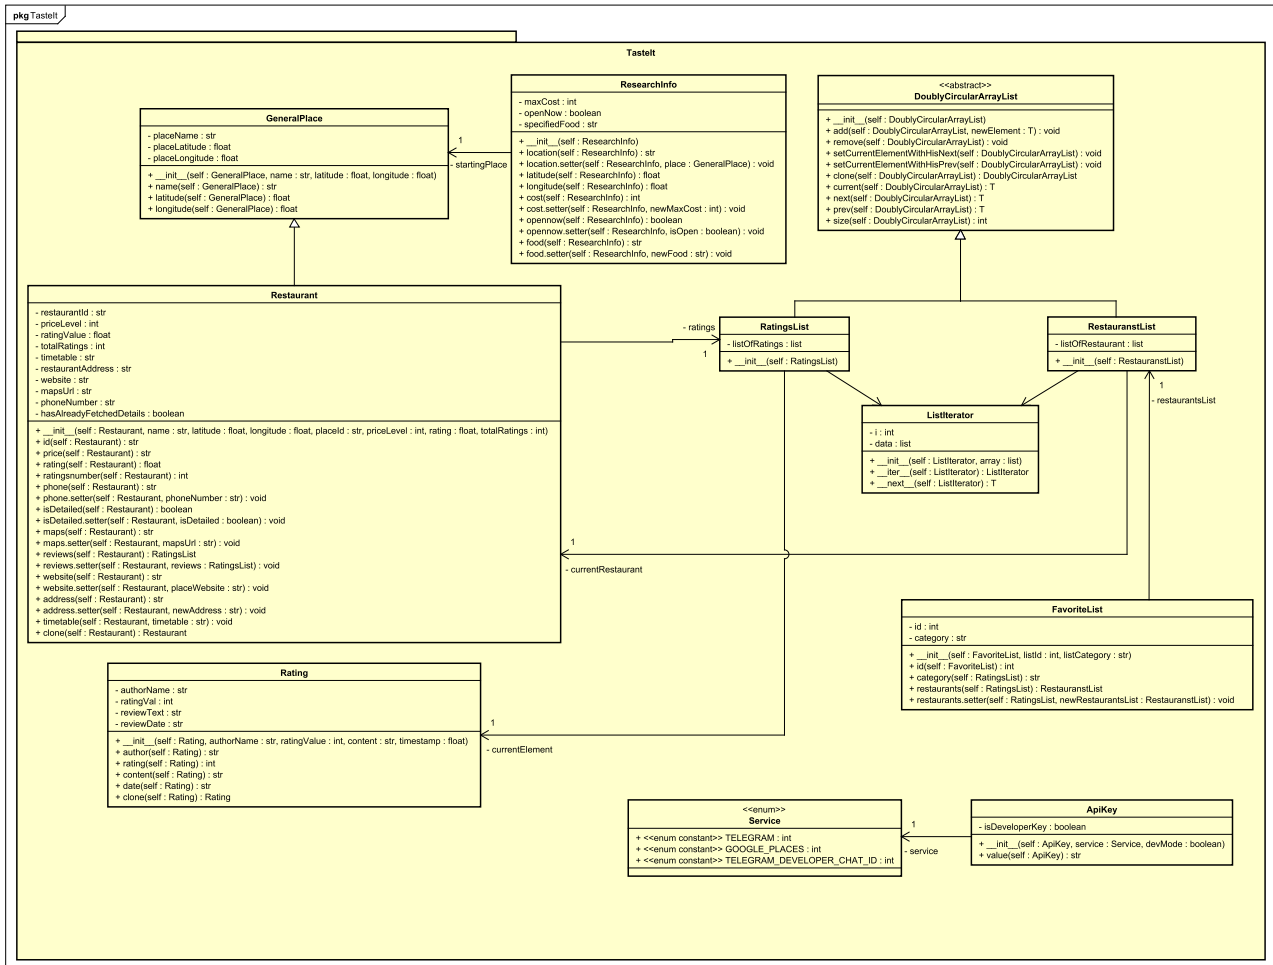 pkg TasteIt
TasteIt
GeneralPlace
- placeName : str
- placeLatitude : float
- placeLongitude : float
+ __init__(self : GeneralPlace, name : str, latitude : float, longitude : float)
+ name(self : GeneralPlace) : str
+ latitude(self : GeneralPlace) : float
+ longitude(self : GeneralPlace) : float
1
- startingPlace
ResearchInfo
- maxCost : int
- openNow : boolean
- specifiedFood : str
+ __init__(self : ResearchInfo)
+ location(self : ResearchInfo) : str
+ location.setter(self : ResearchInfo, place : GeneralPlace) : void
+ latitude(self : ResearchInfo) : float
+ longitude(self : ResearchInfo) : float
+ cost(self : ResearchInfo) : int
+ cost.setter(self : ResearchInfo, newMaxCost : int) : void
+ opennow(self : ResearchInfo) : boolean
+ opennow.setter(self : ResearchInfo, isOpen : boolean) : void
+ food(self : ResearchInfo) : str
+ food.setter(self : ResearchInfo, newFood : str) : void
<<abstract>>
DoublyCircularArrayList
+ __init__(self : DoublyCircularArrayList)
+ add(self : DoublyCircularArrayList, newElement : T) : void
+ remove(self : DoublyCircularArrayList) : void
+ setCurrentElementWithHisNext(self : DoublyCircularArrayList) : void
+ setCurrentElementWithHisPrev(self : DoublyCircularArrayList) : void
+ clone(self : DoublyCircularArrayList) : DoublyCircularArrayList
+ current(self : DoublyCircularArrayList) : T
+ next(self : DoublyCircularArrayList) : T
+ prev(self : DoublyCircularArrayList) : T
+ size(self : DoublyCircularArrayList) : int
Restaurant
- restaurantId : str
- priceLevel : int
- ratingValue : float
- totalRatings : int
- timetable : str
- restaurantAddress : str
- website : str
- mapsUrl : str
- phoneNumber : str
- hasAlreadyFetchedDetails : boolean
+ __init__(self : Restaurant, name : str, latitude : float, longitude : float, placeId : str, priceLevel : int, rating : float, totalRatings : int)
+ id(self : Restaurant) : str
+ price(self : Restaurant) : str
+ rating(self : Restaurant) : float
+ ratingsnumber(self : Restaurant) : int
+ phone(self : Restaurant) : str
+ phone.setter(self : Restaurant, phoneNumber : str) : void
+ isDetailed(self : Restaurant) : boolean
+ isDetailed.setter(self : Restaurant, isDetailed : boolean) : void
+ maps(self : Restaurant) : str
+ maps.setter(self : Restaurant, mapsUrl : str) : void
+ reviews(self : Restaurant) : RatingsList
+ reviews.setter(self : Restaurant, reviews : RatingsList) : void
+ website(self : Restaurant) : str
+ website.setter(self : Restaurant, placeWebsite : str) : void
+ address(self : Restaurant) : str
+ address.setter(self : Restaurant, newAddress : str) : void
+ timetable(self : Restaurant, timetable : str) : void
+ clone(self : Restaurant) : Restaurant
- ratings
1
RatingsList
- listOfRatings : list
+ __init__(self : RatingsList)
RestauranstList
- listOfRestaurant : list
+ __init__(self : RestauranstList)
1
- restaurantsList
ListIterator
- i : int
- data : list
+ __init__(self : ListIterator, array : list)
+ __iter__(self : ListIterator) : ListIterator
+ __next__(self : ListIterator) : T
1
- currentRestaurant
FavoriteList
- id : int
- category : str
+ __init__(self : FavoriteList, listId : int, listCategory : str)
+ id(self : FavoriteList) : int
+ category(self : RatingsList) : str
+ restaurants(self : RatingsList) : RestauranstList
+ restaurants.setter(self : RatingsList, newRestaurantsList : RestauranstList) : void
Rating
- authorName : str
- ratingVal : int
- reviewText : str
- reviewDate : str
+ __init__(self : Rating, authorName : str, ratingValue : int, content : str, timestamp : float)
+ author(self : Rating) : str
+ rating(self : Rating) : int
+ content(self : Rating) : str
+ date(self : Rating) : str
+ clone(self : Rating) : Rating
1
- currentElement
<<enum>>
Service
+ <<enum constant>> TELEGRAM : int
+ <<enum constant>> GOOGLE_PLACES : int
+ <<enum constant>> TELEGRAM_DEVELOPER_CHAT_ID : int
1
- service
ApiKey
- isDeveloperKey : boolean
+ __init__(self : ApiKey, service : Service, devMode : boolean)
+ value(self : ApiKey) : str